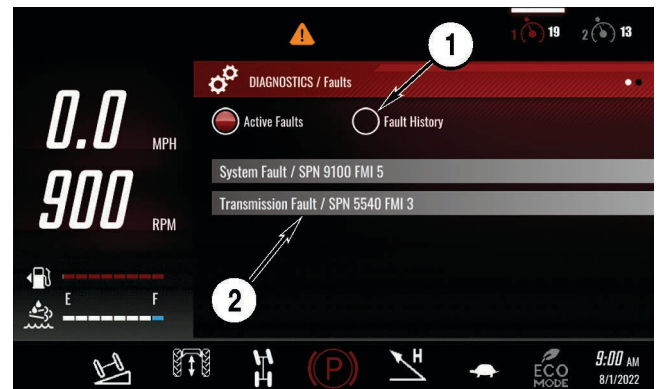 1 19 2 13
1
DIAGNOSTICS / Faults
0.0 MPH
Active Faults Fault History
System Fault / SPN 9100 FMI 5
900 RPM
Transmission Fault / SPN 5540 FMI 3
2
E F
(P)
H
ECO
MODE
9:00 AM
8/1/2022